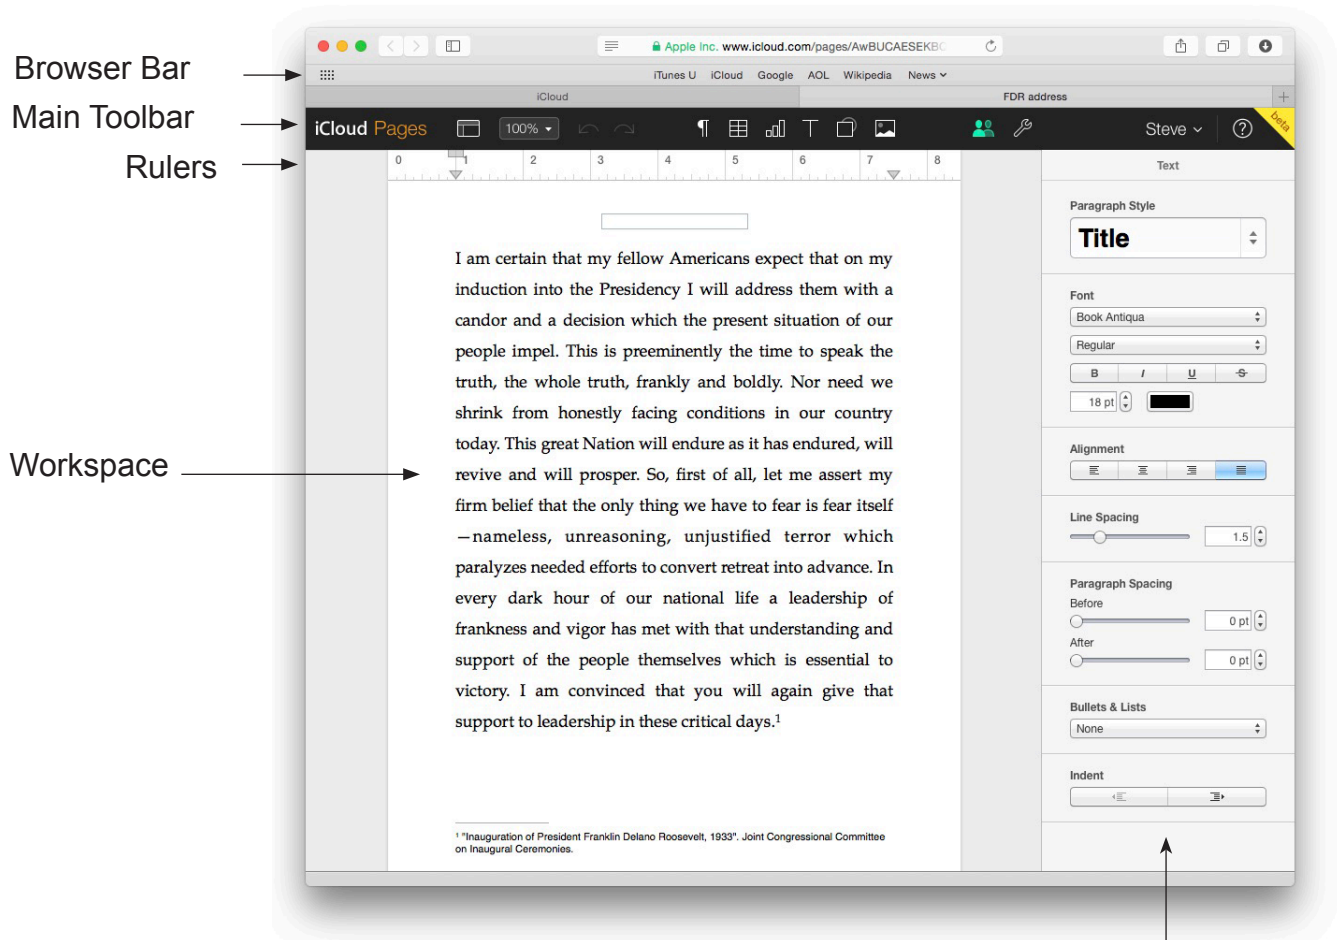 Apple Inc. www.icloud.com/pages/AwBUCAESEKBC
Browser Bar
iTunes U iCloud Google AOL Wikipedia News
iCloud
FDR address
Main Toolbar
iCloud Pages
100%
Steve
beta
Rulers
0 1 2 3 4 5 6 7 8
Text
Paragraph Style
Title
I am certain that my fellow Americans expect that on my
induction into the Presidency I will address them with a
candor and a decision which the present situation of our
people impel. This is preeminently the time to speak the
truth, the whole truth, frankly and boldly. Nor need we
shrink from honestly facing conditions in our country
today. This great Nation will endure as it has endured, will
revive and will prosper. So, first of all, let me assert my
firm belief that the only thing we have to fear is fear itself
—nameless, unreasoning, unjustified terror which
paralyzes needed efforts to convert retreat into advance. In
every dark hour of our national life a leadership of
frankness and vigor has met with that understanding and
support of the people themselves which is essential to
victory. I am convinced that you will again give that
support to leadership in these critical days.¹
¹ "Inauguration of President Franklin Delano Roosevelt, 1933". Joint Congressional Committee
on Inaugural Ceremonies.
Workspace
Font
Book Antiqua
Regular
B I U S
18 pt
Alignment
Line Spacing
1.5
Paragraph Spacing
Before
0 pt
After
0 pt
Bullets & Lists
None
Indent